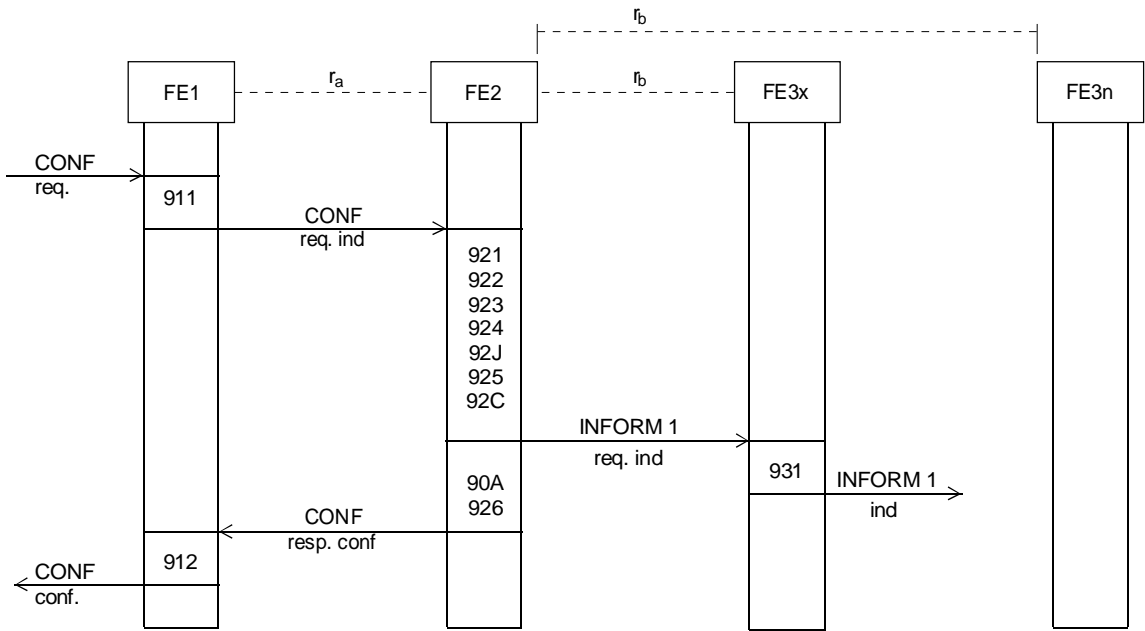 rb
FE1
ra
FE2
rb
FE3x
FE3n
CONF
req.
911
CONF
req. ind
921
922
923
924
92J
925
92C
INFORM 1
req. ind
931
INFORM 1
ind
90A
926
CONF
resp. conf
912
CONF
conf.